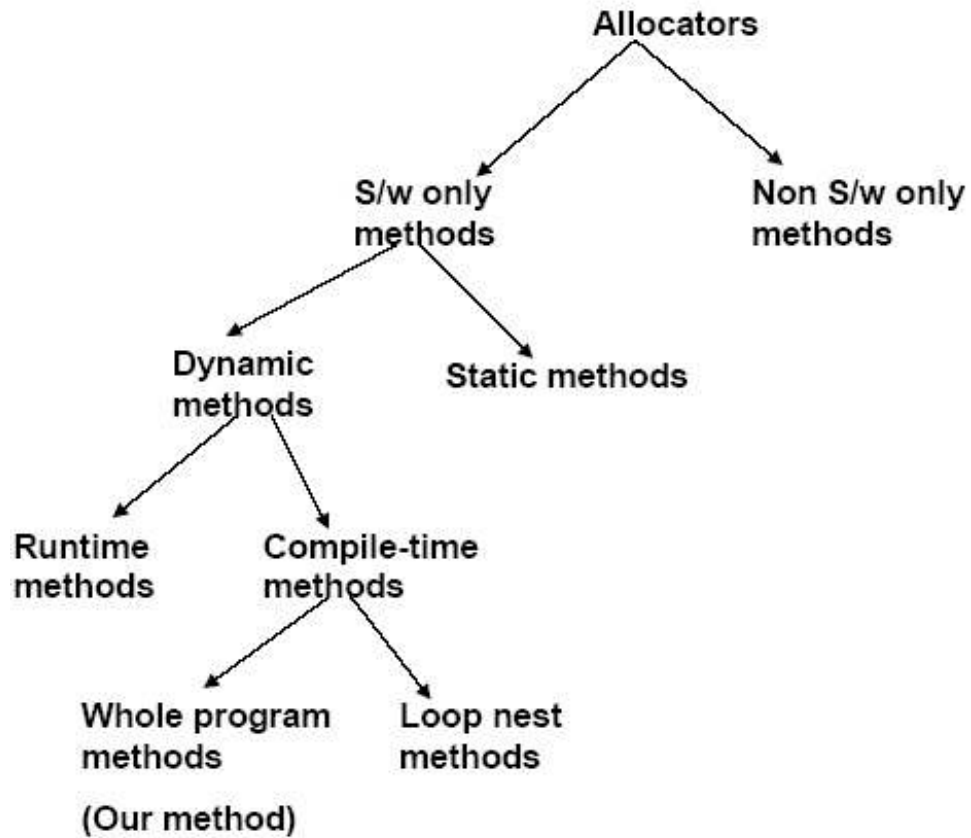 Allocators
S/w only
methods
Non S/w only
methods
Dynamic
methods
Static methods
Runtime
methods
Compile-time
methods
Whole program
methods
(Our method)
Loop nest
methods